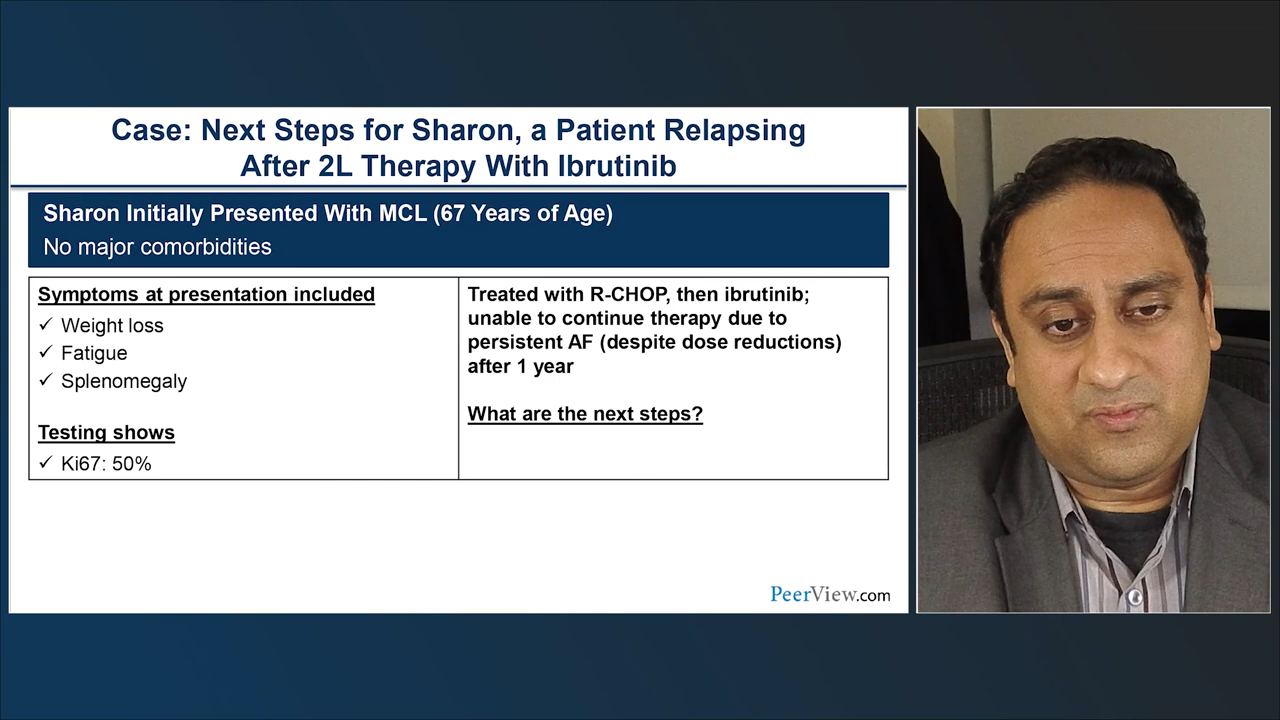 Case: Next Steps for Sharon, a Patient Relapsing
After 2L Therapy With Ibrutinib
Sharon Initially Presented With MCL (67 Years of Age)
No major comorbidities
Symptoms at presentation included
✓ Weight loss
✓ Fatigue
✓ Splenomegaly
Testing shows
✓ Ki67: 50%
Treated with R-CHOP, then ibrutinib;
unable to continue therapy due to
persistent AF (despite dose reductions)
after 1 year
What are the next steps?
PeerView.com